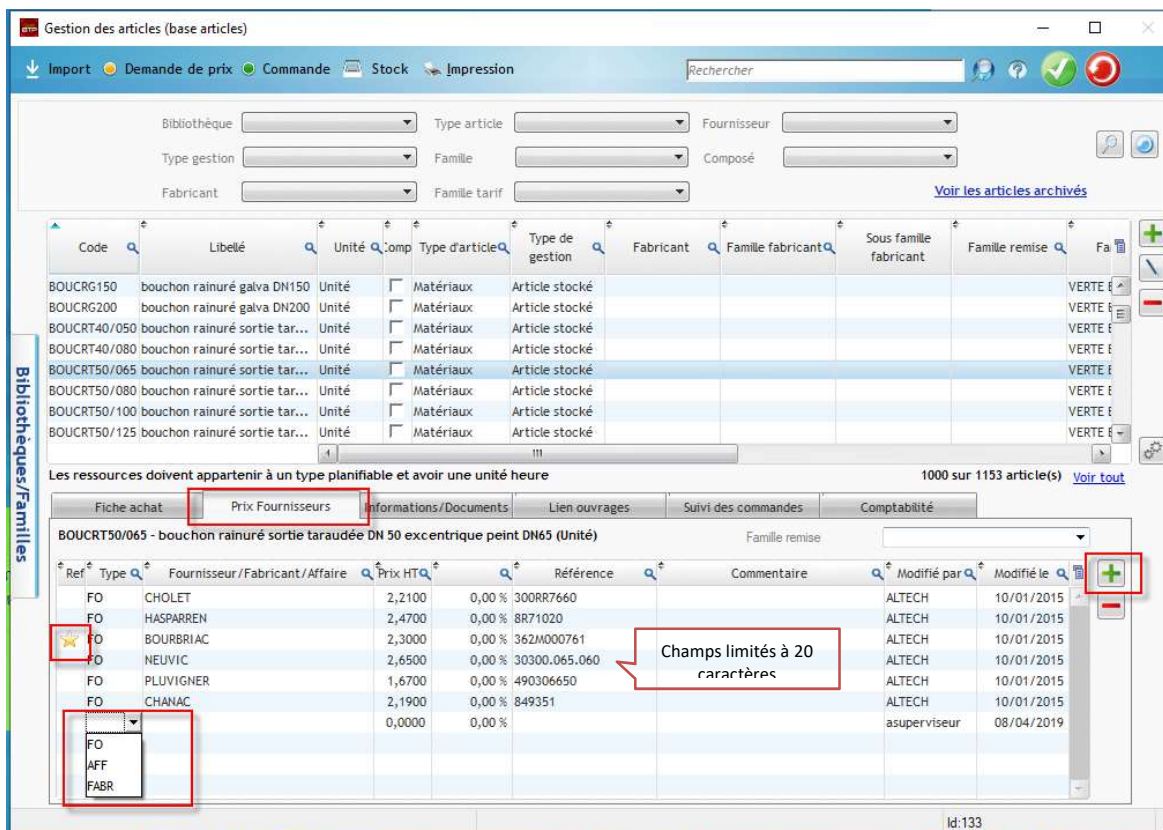 Gestion des articles (base articles)
Import Demande de prix Commande Stock Impression Rechercher
Bibliothèque Type article Fournisseur
Type gestion Famille Composé
Fabricant Famille tarif Voir les articles archivés
Code Libellé Unité Comp Type d'article Type de gestion Fabricant Famille fabricant Sous famille fabricant Famille remise Fa
BOUCRG150 bouchon rainuré galva DN150 Unité Matériaux Article stocké VERTE
BOUCRG200 bouchon rainuré galva DN200 Unité Matériaux Article stocké VERTE
BOUCRT40/050 bouchon rainuré sortie tar... Unité Matériaux Article stocké VERTE
BOUCRT40/080 bouchon rainuré sortie tar... Unité Matériaux Article stocké VERTE
BOUCRT50/065 bouchon rainuré sortie tar... Unité Matériaux Article stocké VERTE
BOUCRT50/080 bouchon rainuré sortie tar... Unité Matériaux Article stocké VERTE
BOUCRT50/100 bouchon rainuré sortie tar... Unité Matériaux Article stocké VERTE
BOUCRT50/125 bouchon rainuré sortie tar... Unité Matériaux Article stocké VERTE
Bibliothèques/Familles
Les ressources doivent appartenir à un type planifiable et avoir une unité heure 1000 sur 1153 article(s) Voir tout
Fiche achat Prix Fournisseurs Informations/Documents Lien ouvrages Suivi des commandes Comptabilité
BOUCRT50/065 - bouchon rainuré sortie taraudée DN 50 excentrique peint DN65 (Unité) Famille remise
Ref Type Fournisseur/Fabricant/Affaire Prix HT Référence Commentaire Modifié par Modifié le
FO CHOLET 2,2100 0,00 % 300RR7660 ALTECH 10/01/2015
FO HASPARREN 2,4700 0,00 % 8R71020 ALTECH 10/01/2015
FO BOURBRIAC 2,3000 0,00 % 362M000761 ALTECH 10/01/2015
FO NEUVIC 2,6500 0,00 % 30300.065.060 ALTECH 10/01/2015
FO PLUVIGNER 1,6700 0,00 % 490306650 ALTECH 10/01/2015
FO CHANAC 2,1900 0,00 % 849351 ALTECH 10/01/2015
0,0000 0,00 % asuperviseur 08/04/2019
Champs limités à 20
caractères
FO
AFF
FABR
Id:133